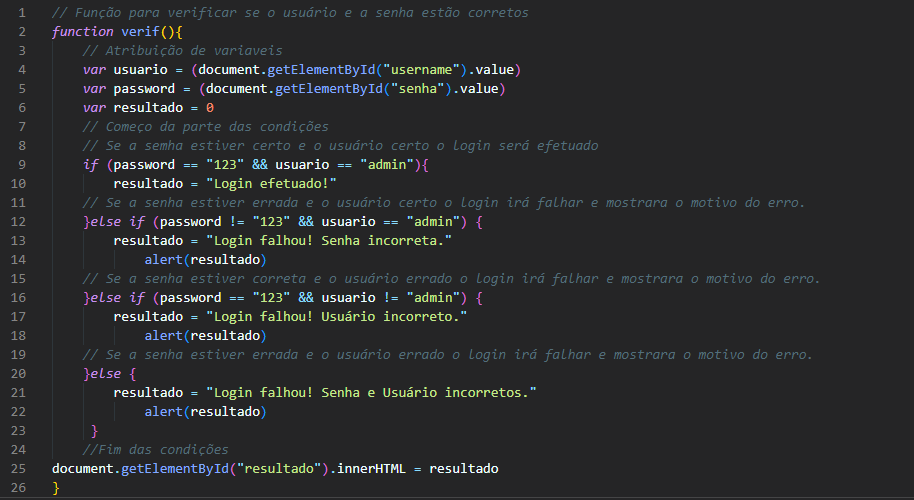 1 // Função para verificar se o usuário e a senha estão corretos
2 function verif(){
3 // Atribuição de variaveis
4 var usuario = (document.getElementById("username").value)
5 var password = (document.getElementById("senha").value)
6 var resultado = 0
7 // Começo da parte das condições
8 // Se a semha estiver certo e o usuário certo o login será efetuado
9 if (password == "123" && usuario == "admin"){
10 resultado = "Login efetuado!"
11 // Se a senha estiver errada e o usuário certo o login irá falhar e mostrara o motivo do erro.
12 }else if (password != "123" && usuario == "admin") {
13 resultado = "Login falhou! Senha incorreta."
14 alert(resultado)
15 // Se a senha estiver correta e o usuário errado o login irá falhar e mostrara o motivo do erro.
16 }else if (password == "123" && usuario != "admin") {
17 resultado = "Login falhou! Usuário incorreto."
18 alert(resultado)
19 // Se a senha estiver errada e o usuário errado o login irá falhar e mostrara o motivo do erro.
20 }else {
21 resultado = "Login falhou! Senha e Usuário incorretos."
22 alert(resultado)
23 }
24 //Fim das condições
25 document.getElementById("resultado").innerHTML = resultado
26 }